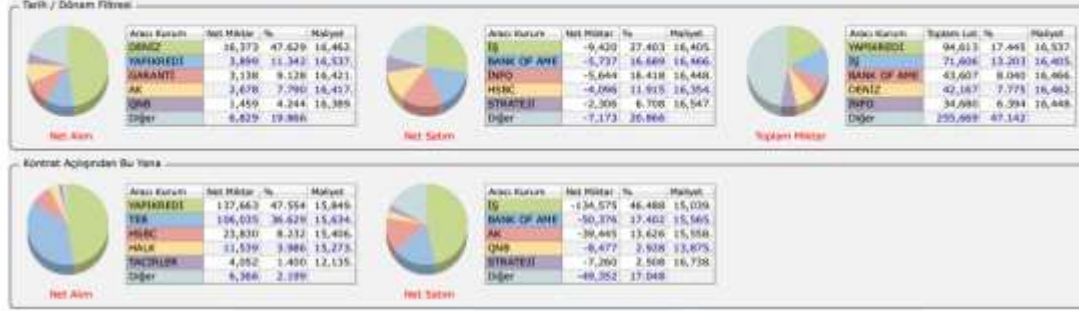 Tarih / Dönem Filtresi
Aracı Kurum Net Miktar % Maliyet
DENİZ 16,373 47.629 16,462.
YAPIKREDİ 3,899 11.342 16,537.
GARANTİ 3,138 9.128 16,421.
AK 2,678 7.790 16,417.
QNB 1,459 4.244 16,389.
Diğer 6,829 19.866
Net Alım
Aracı Kurum Net Miktar % Maliyet
İŞ -9,420 27.403 16,405.
BANK OF AME -5,737 16.689 16,466.
INFO -5,644 16.418 16,448.
HSBC -4,096 11.915 16,354.
STRATEJİ -2,306 6.708 16,547.
Diğer -7,173 20.866
Net Satım
Aracı Kurum Toplam Lot % Maliyet
YAPIKREDİ 94,613 17.445 16,537.
İŞ 71,606 13.203 16,405.
BANK OF AME 43,607 8.040 16,466.
DENİZ 42,167 7.775 16,462.
INFO 34,680 6.394 16,448.
Diğer 255,669 47.142
Toplam Miktar
Kontrat Açılışından Bu Yana
Aracı Kurum Net Miktar % Maliyet
YAPIKREDİ 137,663 47.554 15,849.
TEB 106,035 36.629 15,634.
HSBC 23,830 8.232 15,406.
HALK 11,539 3.986 15,273.
TACİRLER 4,052 1.400 12,135.
Diğer 6,366 2.199
Net Alım
Aracı Kurum Net Miktar % Maliyet
İŞ -134,575 46.488 15,039.
BANK OF AME -50,376 17.402 15,565.
AK -39,445 13.626 15,558.
QNB -8,477 2.928 13,875.
STRATEJİ -7,260 2.508 16,738.
Diğer -49,352 17.048
Net Satım